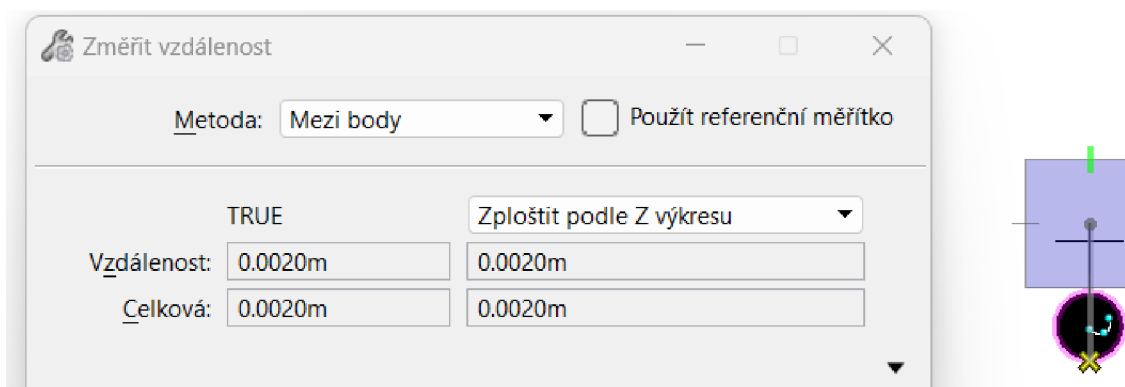 Změřit vzdálenost
Metoda: Mezi body Použít referenční měřítko
TRUE Zploštit podle Z výkresu
Vzdálenost: 0.0020m 0.0020m
Celková: 0.0020m 0.0020m